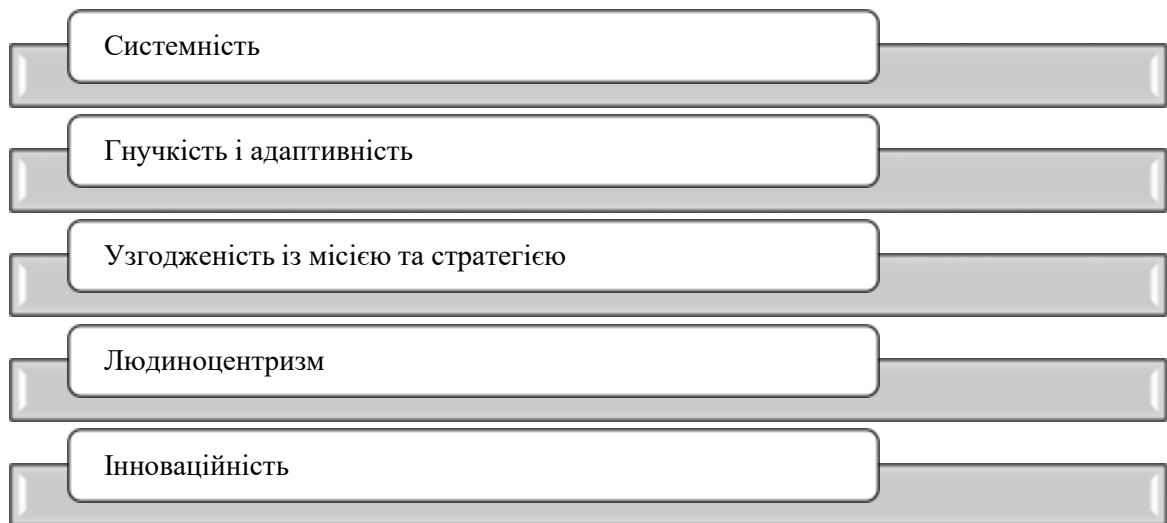 Системність
Гнучкість і адаптивність
Узгодженість із місією та стратегією
Людиноцентризм
Інноваційність